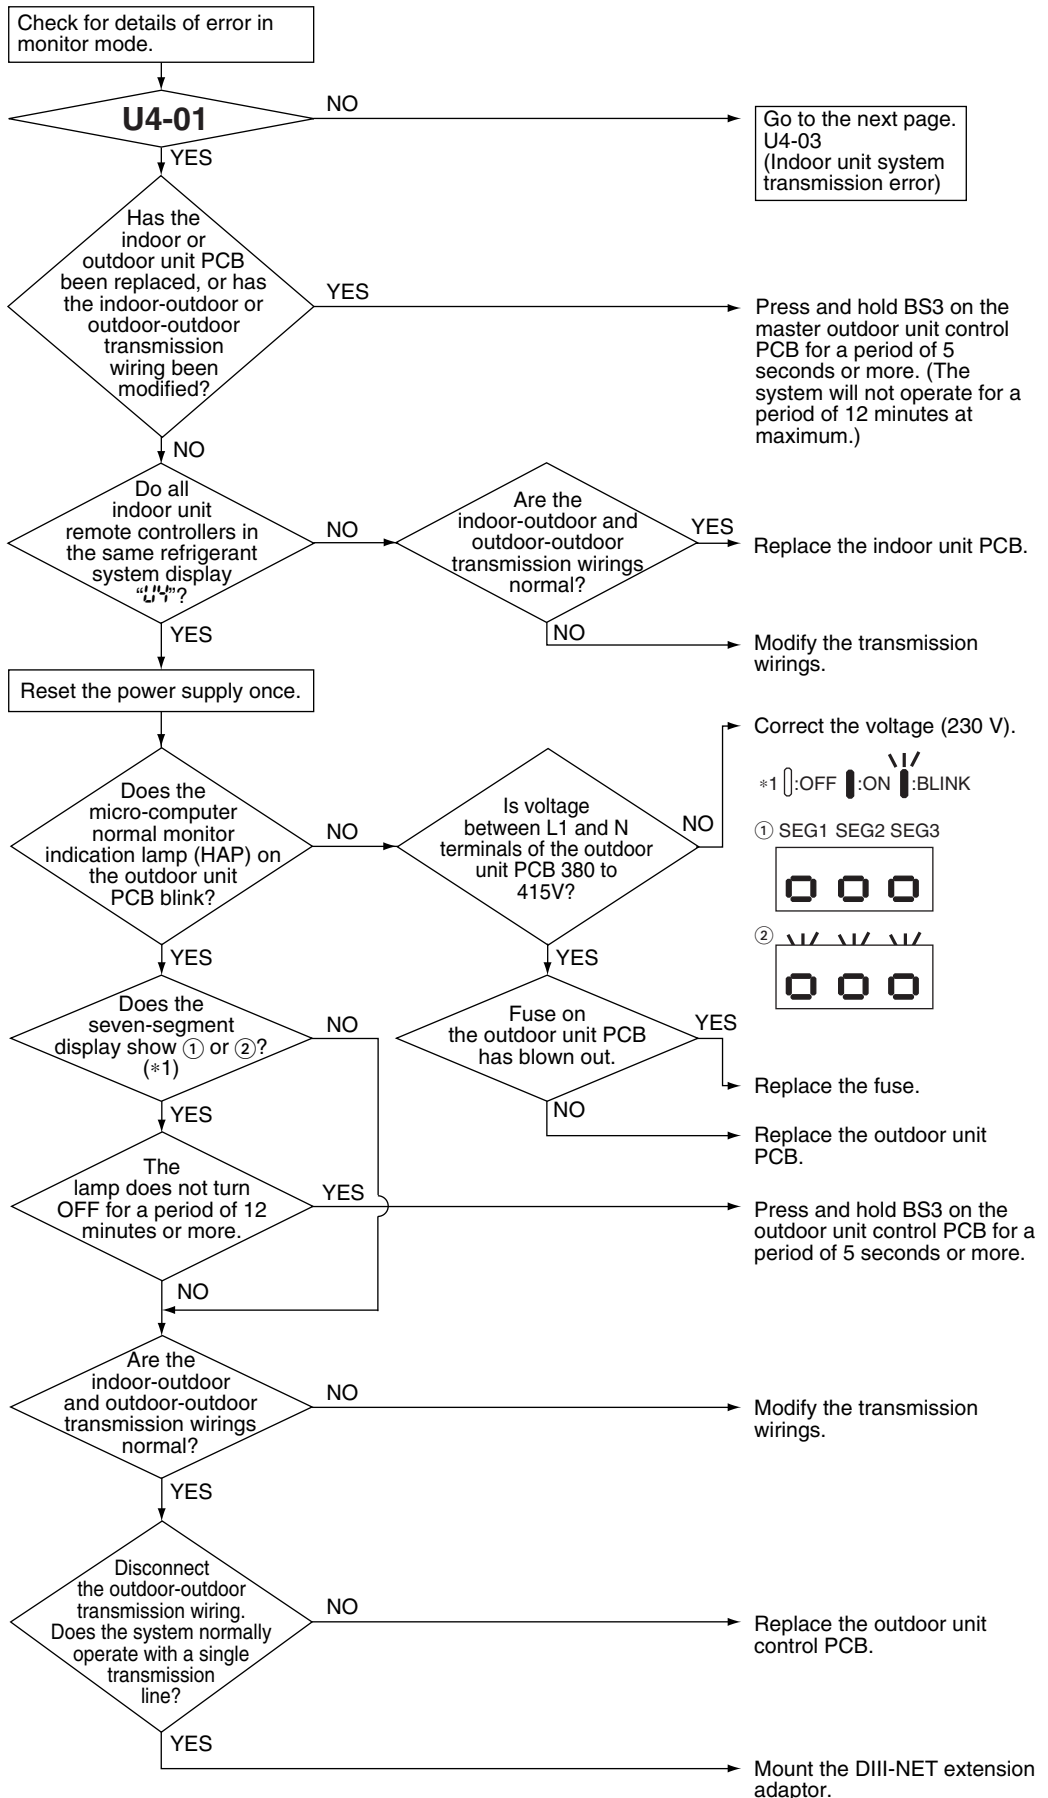 Check for details of error in
monitor mode.
U4-01
NO
Go to the next page.
U4-03
(Indoor unit system
transmission error)
YES
Has the
indoor or
outdoor unit PCB
been replaced, or has
the indoor-outdoor or
outdoor-outdoor
transmission
wiring been
modified?
YES
Press and hold BS3 on the
master outdoor unit control
PCB for a period of 5
seconds or more. (The
system will not operate for a
period of 12 minutes at
maximum.)
NO
Do all
indoor unit
remote controllers in
the same refrigerant
system display
“U4”?
NO
Are the
indoor-outdoor and
outdoor-outdoor
transmission wirings
normal?
YES
Replace the indoor unit PCB.
NO
Modify the transmission
wirings.
YES
Reset the power supply once.
Does the
micro-computer
normal monitor
indication lamp (HAP) on
the outdoor unit
PCB blink?
NO
Is voltage
between L1 and N
terminals of the outdoor
unit PCB 380 to
415V?
NO
Correct the voltage (230 V).
*1 :OFF :ON :BLINK
① SEG1 SEG2 SEG3
o o o
②
o o o
YES
Fuse on
the outdoor unit PCB
has blown out.
YES
Replace the fuse.
NO
Replace the outdoor unit
PCB.
YES
Does the
seven-segment
display show ① or ②?
(*1)
NO
YES
The
lamp does not turn
OFF for a period of 12
minutes or more.
YES
Press and hold BS3 on the
outdoor unit control PCB for a
period of 5 seconds or more.
NO
Are the
indoor-outdoor
and outdoor-outdoor
transmission wirings
normal?
NO
Modify the transmission
wirings.
YES
Disconnect
the outdoor-outdoor
transmission wiring.
Does the system normally
operate with a single
transmission
line?
NO
Replace the outdoor unit
control PCB.
YES
Mount the DIII-NET extension
adaptor.